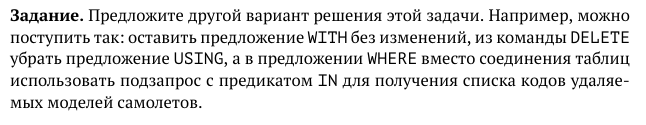 Задание. Предложите другой вариант решения этой задачи. Например, можно
поступить так: оставить предложение WITH без изменений, из команды DELETE
убрать предложение USING, а в предложении WHERE вместо соединения таблиц
использовать подзапрос с предикатом IN для получения списка кодов удаляе-
мых моделей самолетов.